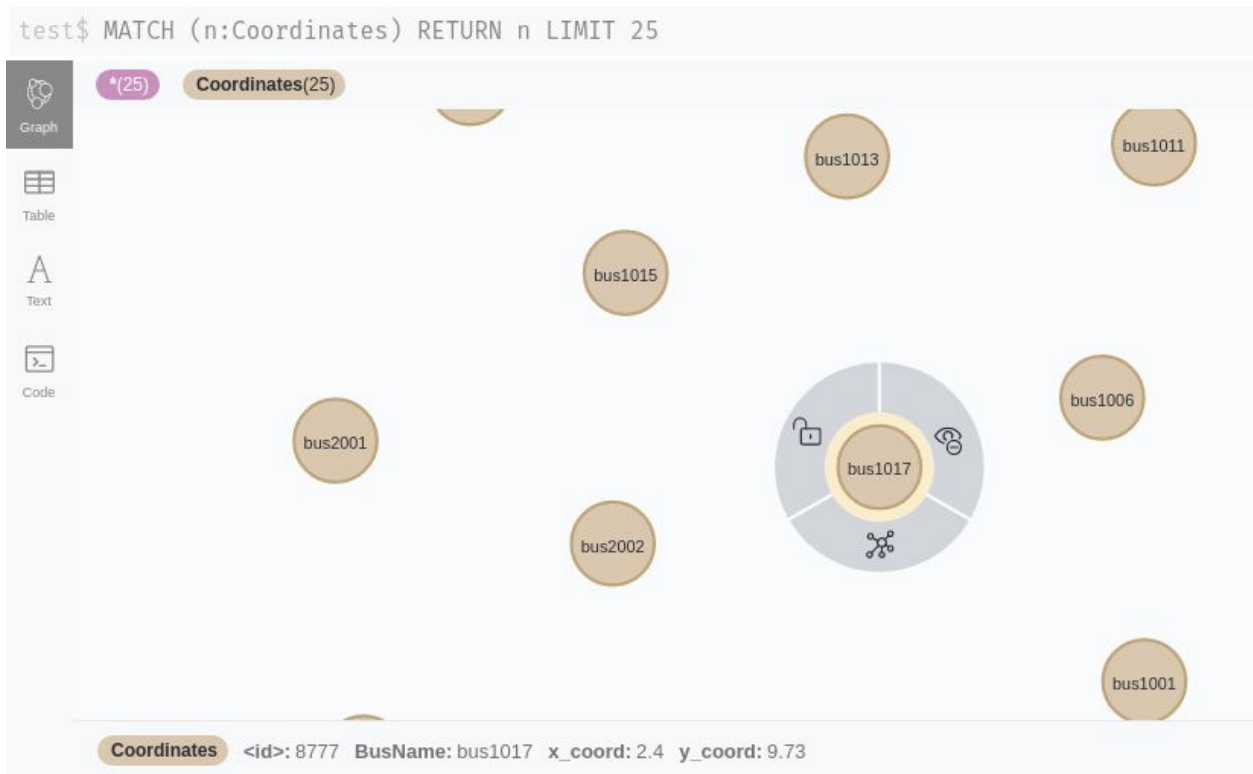 test$ MATCH (n:Coordinates) RETURN n LIMIT 25
*(25) Coordinates(25)
Graph
Table
Text
Code
bus1013
bus1011
bus1015
bus1006
bus2001
bus1017
bus2002
bus1001
Coordinates <id>: 8777 BusName: bus1017 x_coord: 2.4 y_coord: 9.73